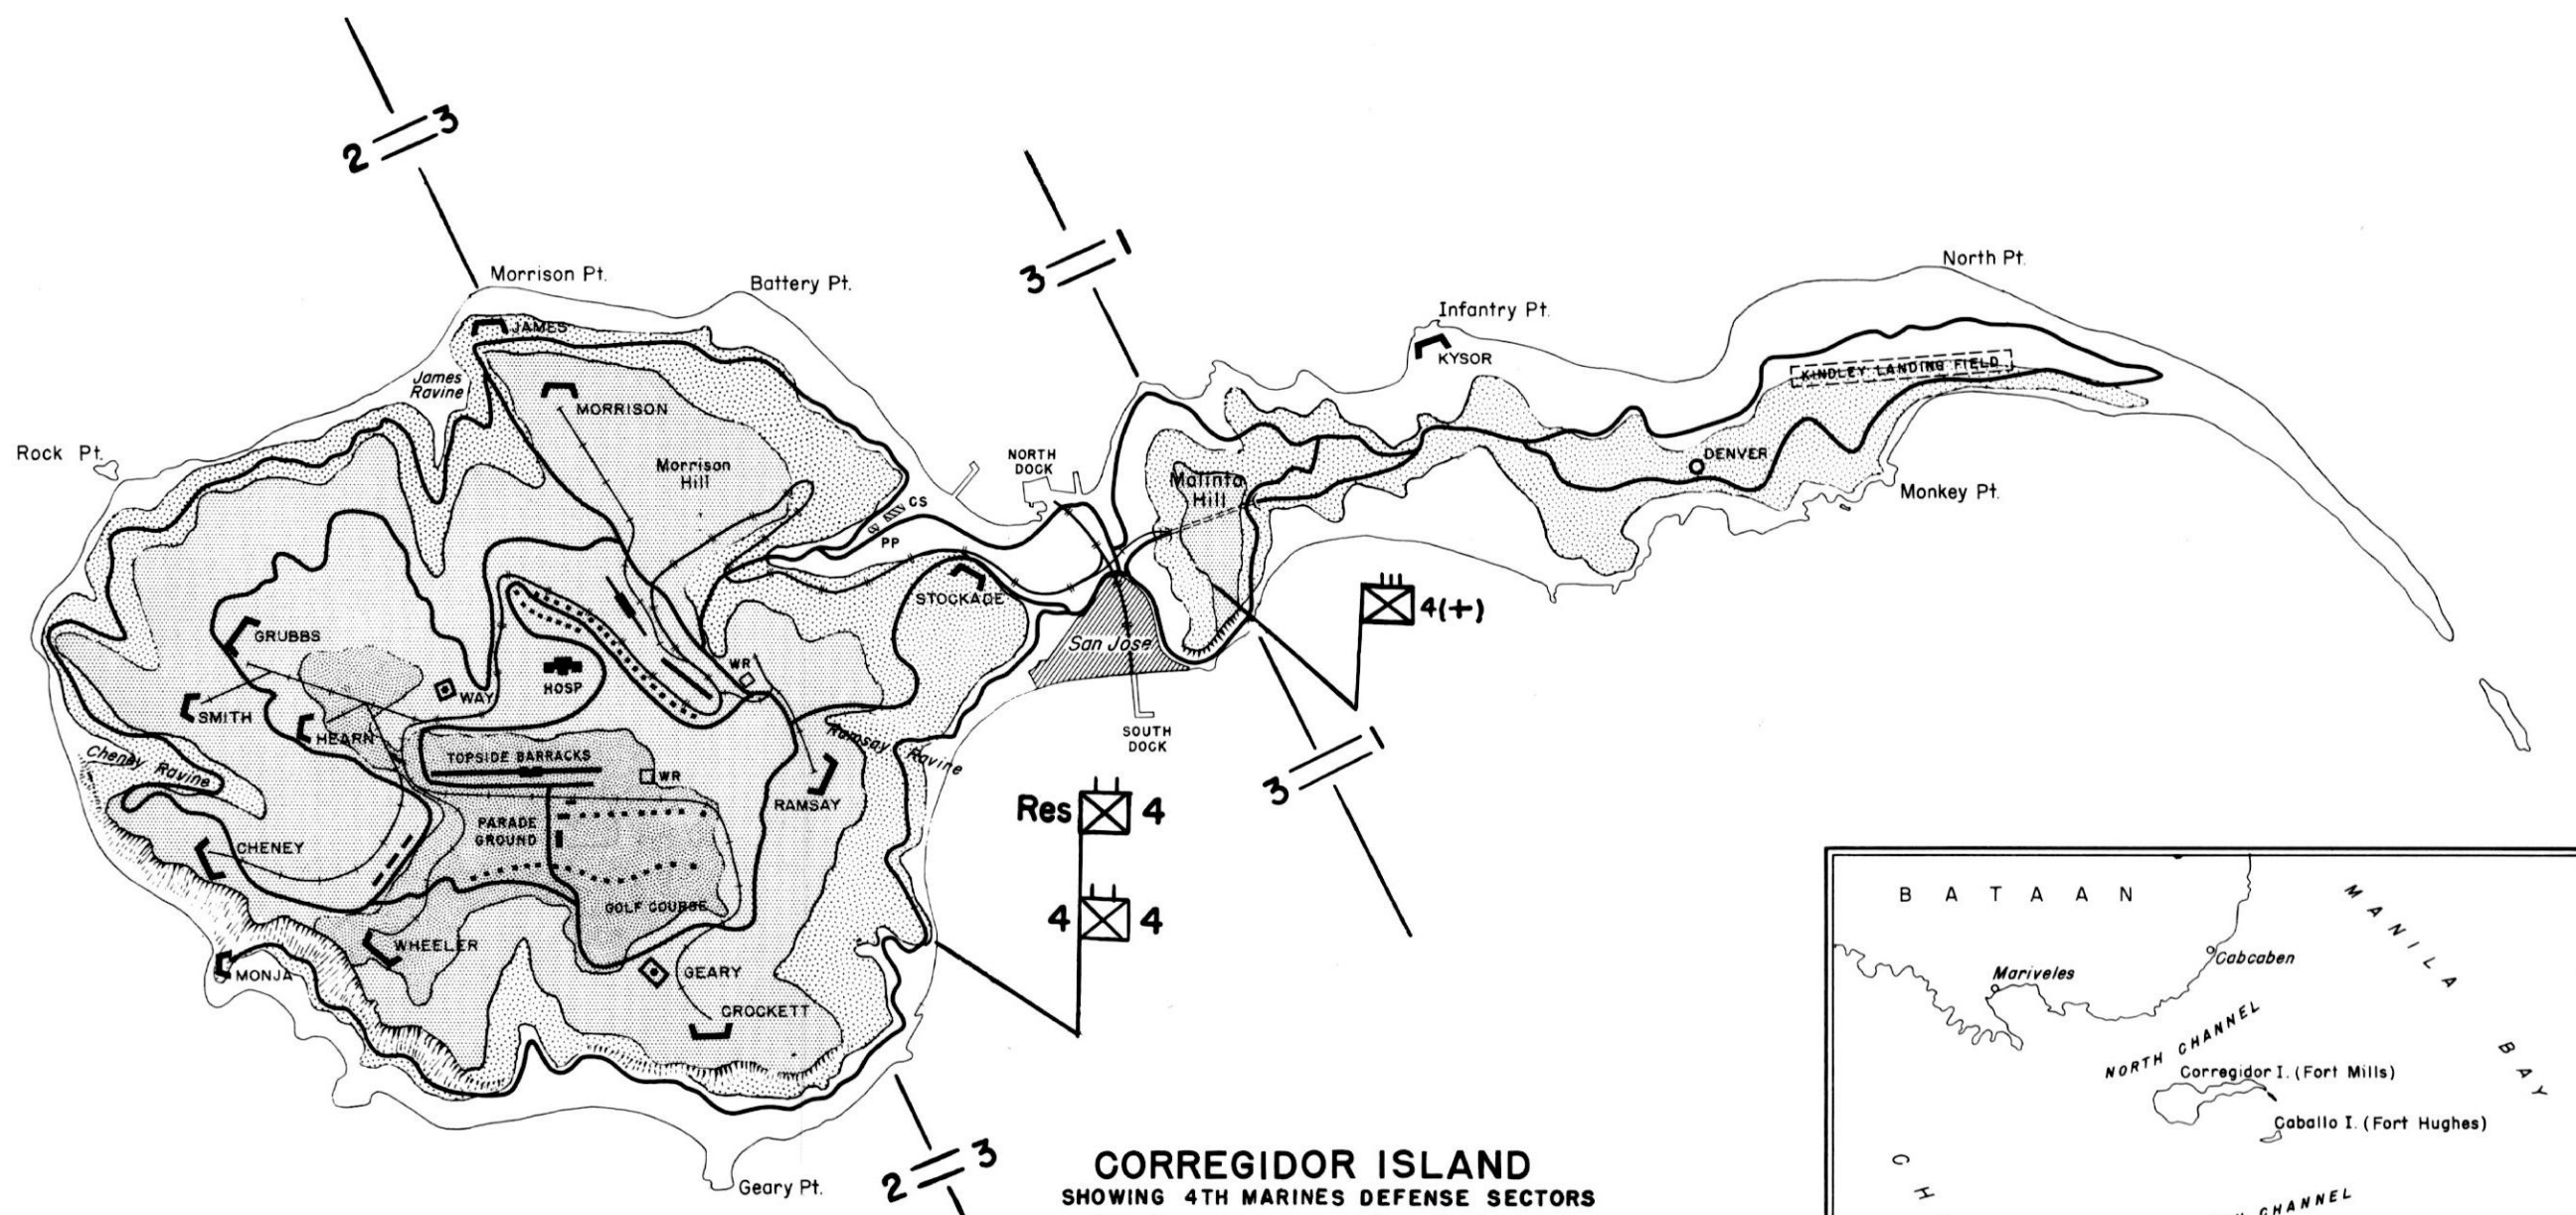 2 3
3 1
Morrison Pt.
Battery Pt.
North Pt.
Infantry Pt.
JAMES
KYSOR
KINDLEY LANDING FIELD
James
Ravine
MORRISON
Rock Pt.
Morrison
Hill
NORTH
DOCK
Malinta
Hill
DENVER
Monkey Pt.
CS
PP
STOCKADE
4(+)
GRUBBS
San Jose
HOSP
WR
WAY
SMITH
HEARN
SOUTH
DOCK
Cheney Ravine
TOPSIDE BARRACKS
WR
Ramsay Ravine
RAMSAY
3 1
Res 4
PARADE
GROUND
CHENEY
4 4
GOLF COURSE
WHEELER
MONJA
GEARY
CROCKETT
2 3
Geary Pt.
CORREGIDOR ISLAND
SHOWING 4TH MARINES DEFENSE SECTORS
BATAAN
MANILA BAY
Cabcaben
Mariveles
NORTH CHANNEL
Corregidor I. (Fort Mills)
Caballo I. (Fort Hughes)
C H
CHANNEL